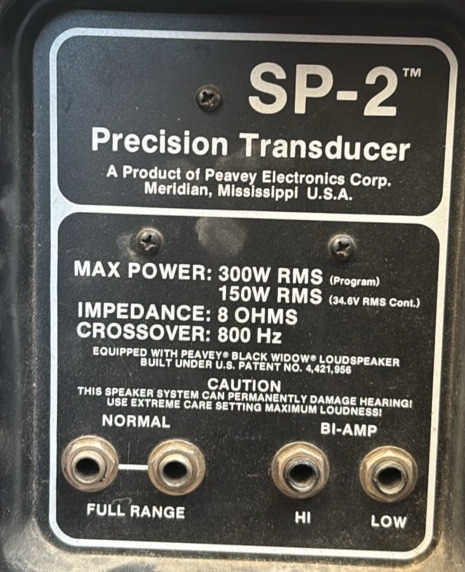 SP-2™
Precision Transducer
A Product of Peavey Electronics Corp.
Meridian, Mississippi U.S.A.
MAX POWER: 300W RMS (Program)
150W RMS (34.6V RMS Cont.)
IMPEDANCE: 8 OHMS
CROSSOVER: 800 Hz
EQUIPPED WITH PEAVEY® BLACK WIDOW® LOUDSPEAKER
BUILT UNDER U.S. PATENT NO. 4,421,956
CAUTION
THIS SPEAKER SYSTEM CAN PERMANENTLY DAMAGE HEARING!
USE EXTREME CARE SETTING MAXIMUM LOUDNESS!
NORMAL
BI-AMP
FULL RANGE
HI
LOW